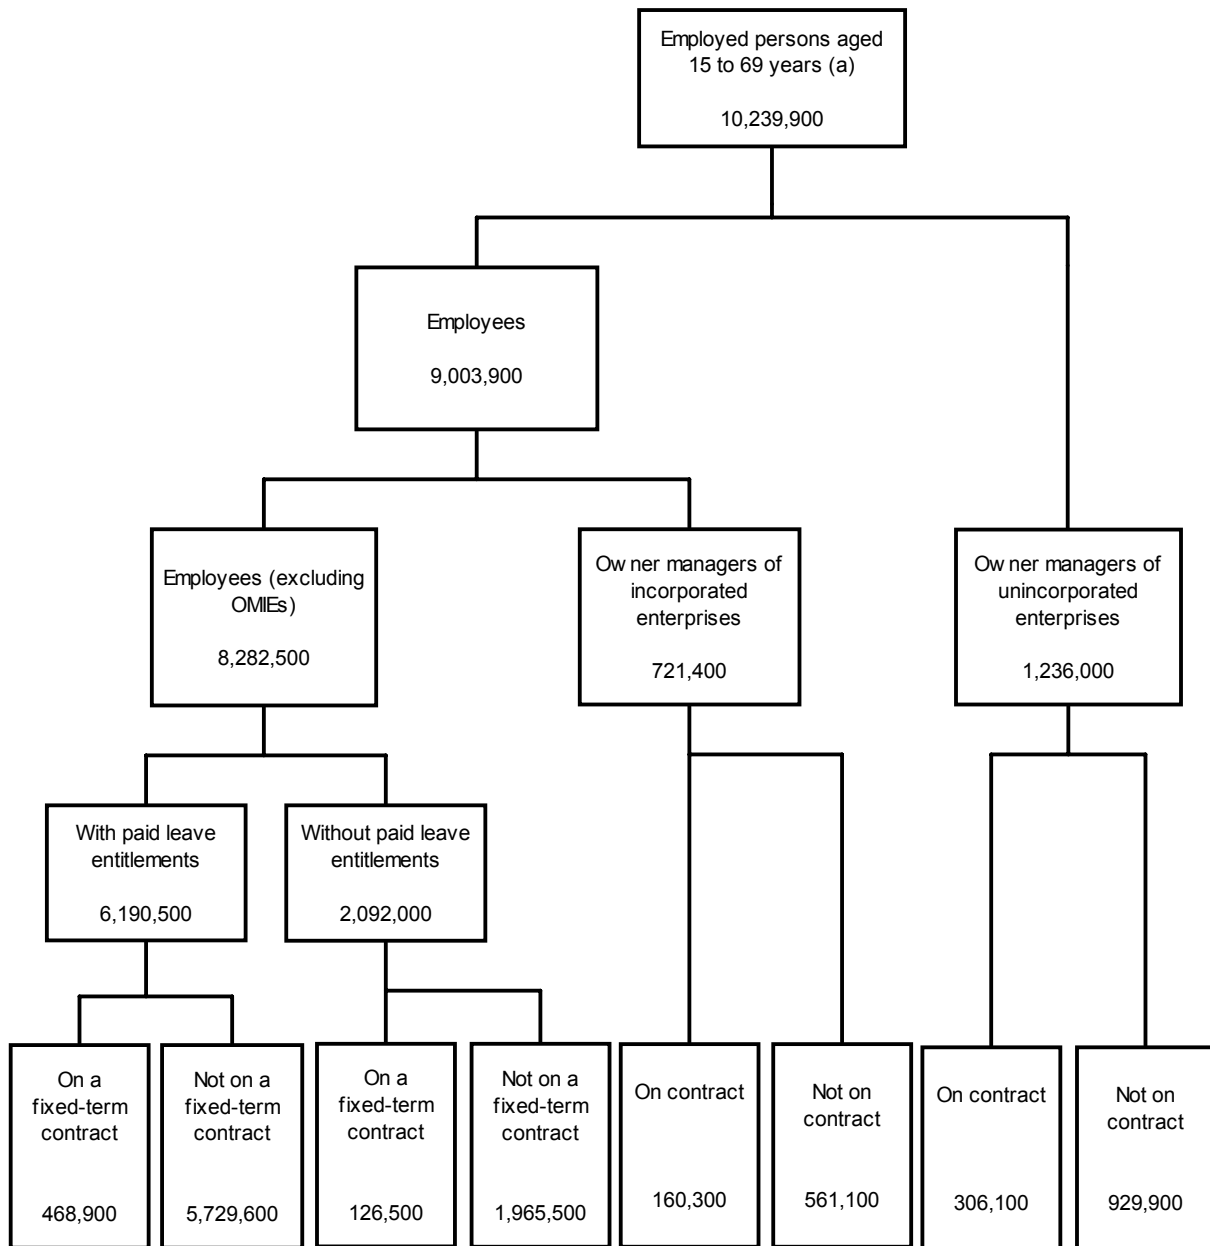 Employed persons aged
15 to 69 years (a)
10,239,900
Employees
9,003,900
Employees (excluding
OMIEs)
8,282,500
Owner managers of
incorporated
enterprises
721,400
Owner managers of
unincorporated
enterprises
1,236,000
With paid leave
entitlements
6,190,500
Without paid leave
entitlements
2,092,000
On a
fixed-term
contract
468,900
Not on a
fixed-term
contract
5,729,600
On a
fixed-term
contract
126,500
Not on a
fixed-term
contract
1,965,500
On contract
160,300
Not on
contract
561,100
On contract
306,100
Not on
contract
929,900